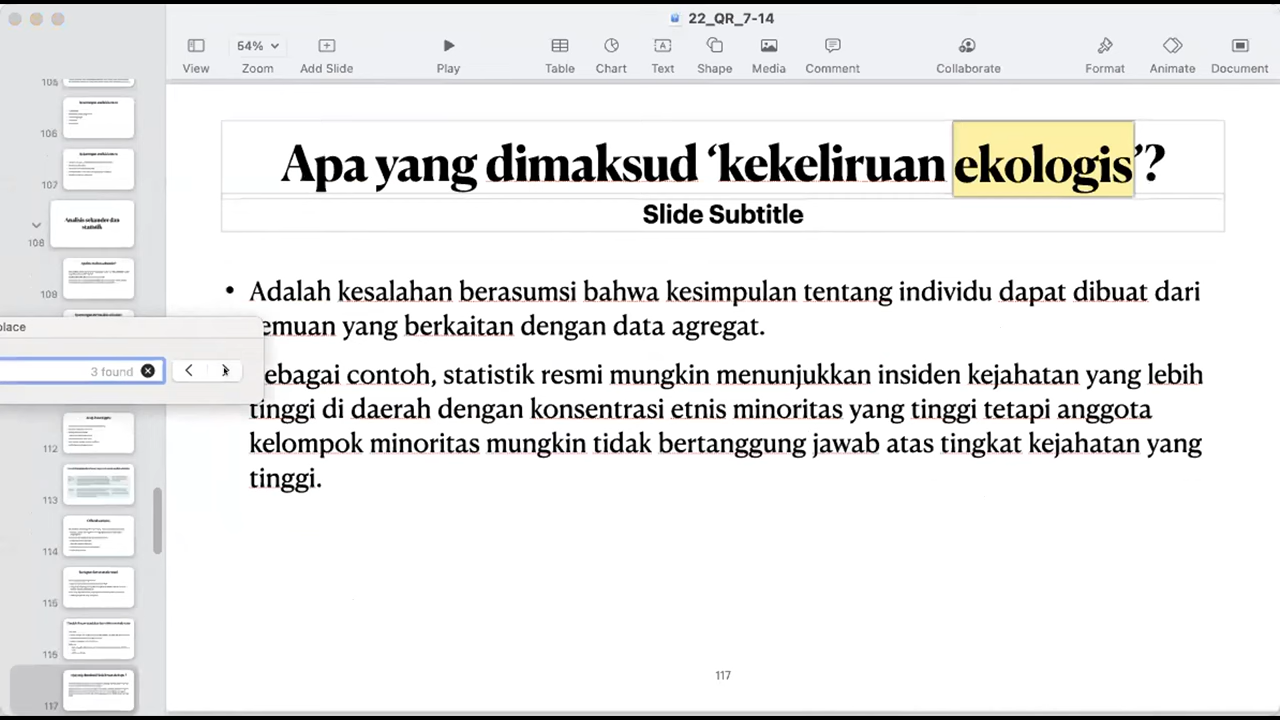 22_QR_7-14
54%
View Zoom Add Slide Play Table Chart Text Shape Media Comment Collaborate Format Animate Document
Apa yang dimaksud ‘kekeliruan ekologis’?
Slide Subtitle
• Adalah kesalahan berasumsi bahwa kesimpulan tentang individu dapat dibuat dari
emuan yang berkaitan dengan data agregat.
ebagai contoh, statistik resmi mungkin menunjukkan insiden kejahatan yang lebih
tinggi di daerah dengan konsentrasi etnis minoritas yang tinggi tetapi anggota
kelompok minoritas mungkin tidak bertanggung jawab atas tingkat kejahatan yang
tinggi.
117
place
3 found
106
107
108
109
112
113
114
115
116
117